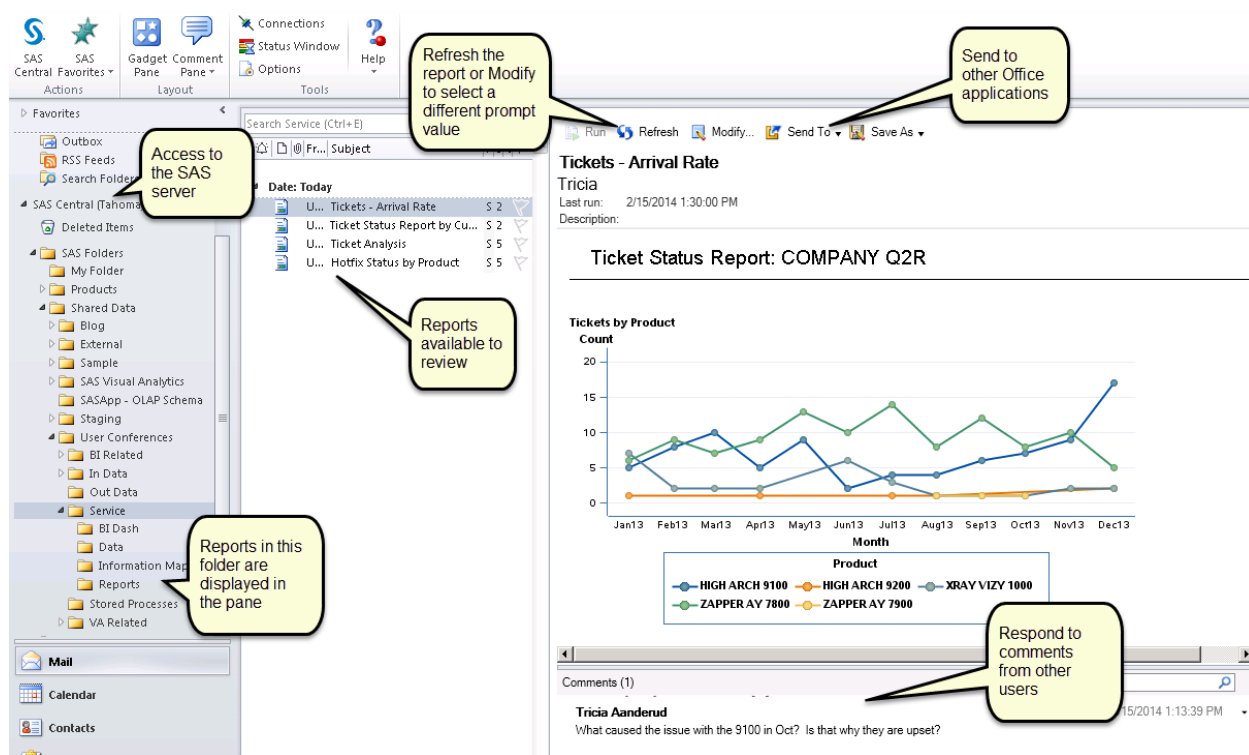 SAS Central
SAS Favorites
Gadget Pane
Comment Pane
Connections
Status Window
Options
Help
Actions
Layout
Tools
Refresh the
report or Modify
to select a
different prompt
value
Send to
other Office
applications
Favorites
Outbox
RSS Feeds
Search Folder
Access to
the SAS
server
SAS Central (Tahoma
Deleted Items
SAS Folders
My Folder
Products
Shared Data
Blog
External
Sample
SAS Visual Analytics
SASApp - OLAP Schema
Staging
User Conferences
BI Related
In Data
Out Data
Service
BI Dash
Data
Information Map
Reports
Stored Processes
VA Related
Reports in this
folder are
displayed in
the pane
Mail
Calendar
Contacts
Search Service (Ctrl+E)
Fr... Subject
Date: Today
U... Tickets - Arrival Rate S 2
U... Ticket Status Report by Cu... S 2
U... Ticket Analysis S 5
U... Hotfix Status by Product S 5
Reports
available to
review
Run Refresh Modify... Send To Save As
Tickets - Arrival Rate
Tricia
Last run: 2/15/2014 1:30:00 PM
Description:
Ticket Status Report: COMPANY Q2R
Tickets by Product
Count
20
15
10
5
0
Jan13 Feb13 Mar13 Apr13 May13 Jun13 Jul13 Aug13 Sep13 Oct13 Nov13 Dec13
Month
Product
HIGH ARCH 9100 HIGH ARCH 9200 XRAY VIZY 1000
ZAPPER AY 7800 ZAPPER AY 7900
Respond to
comments
from other
users
Comments (1)
Tricia Aanderud 15/2014 1:13:39 PM
What caused the issue with the 9100 in Oct? Is that why they are upset?